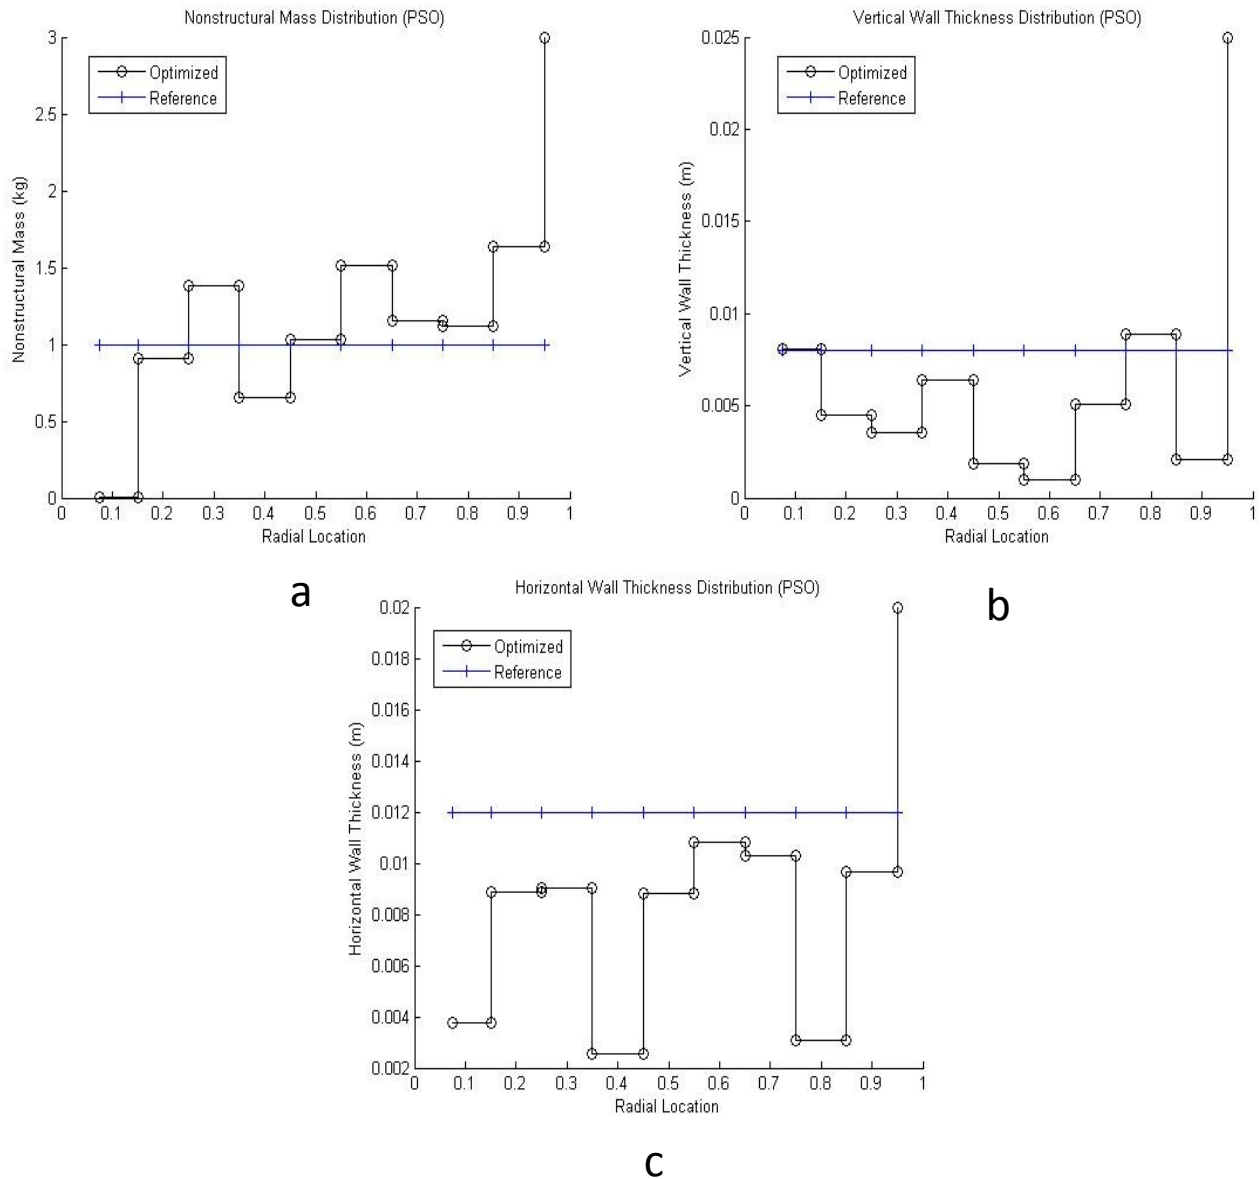 Nonstructural Mass Distribution (PSO)
3
2.5
2
1.5
1
0.5
0
Nonstructural Mass (kg)
Optimized
Reference
0 0.1 0.2 0.3 0.4 0.5 0.6 0.7 0.8 0.9 1
Radial Location
a
Vertical Wall Thickness Distribution (PSO)
0.025
0.02
0.015
0.01
0.005
0
Vertical Wall Thickness (m)
Optimized
Reference
0 0.1 0.2 0.3 0.4 0.5 0.6 0.7 0.8 0.9 1
Radial Location
b
Horizontal Wall Thickness Distribution (PSO)
0.02
0.018
0.016
0.014
0.012
0.01
0.008
0.006
0.004
0.002
Horizontal Wall Thickness (m)
Optimized
Reference
0 0.1 0.2 0.3 0.4 0.5 0.6 0.7 0.8 0.9 1
Radial Location
c